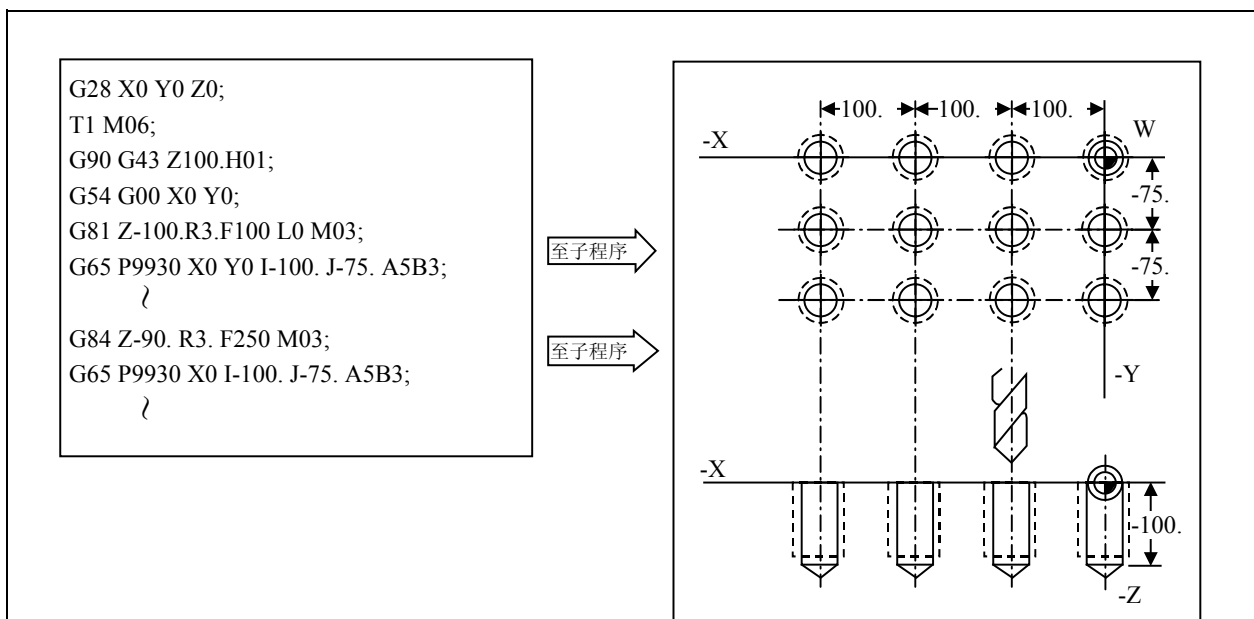 G28 X0 Y0 Z0;
T1 M06;
G90 G43 Z100.H01;
G54 G00 X0 Y0;
G81 Z-100.R3.F100 L0 M03;
G65 P9930 X0 Y0 I-100. J-75. A5B3;
~
G84 Z-90. R3. F250 M03;
G65 P9930 X0 I-100. J-75. A5B3;
~
至子程序
至子程序
100. 100. 100.
-X
W
-75.
-75.
-Y
-X
-100.
-Z